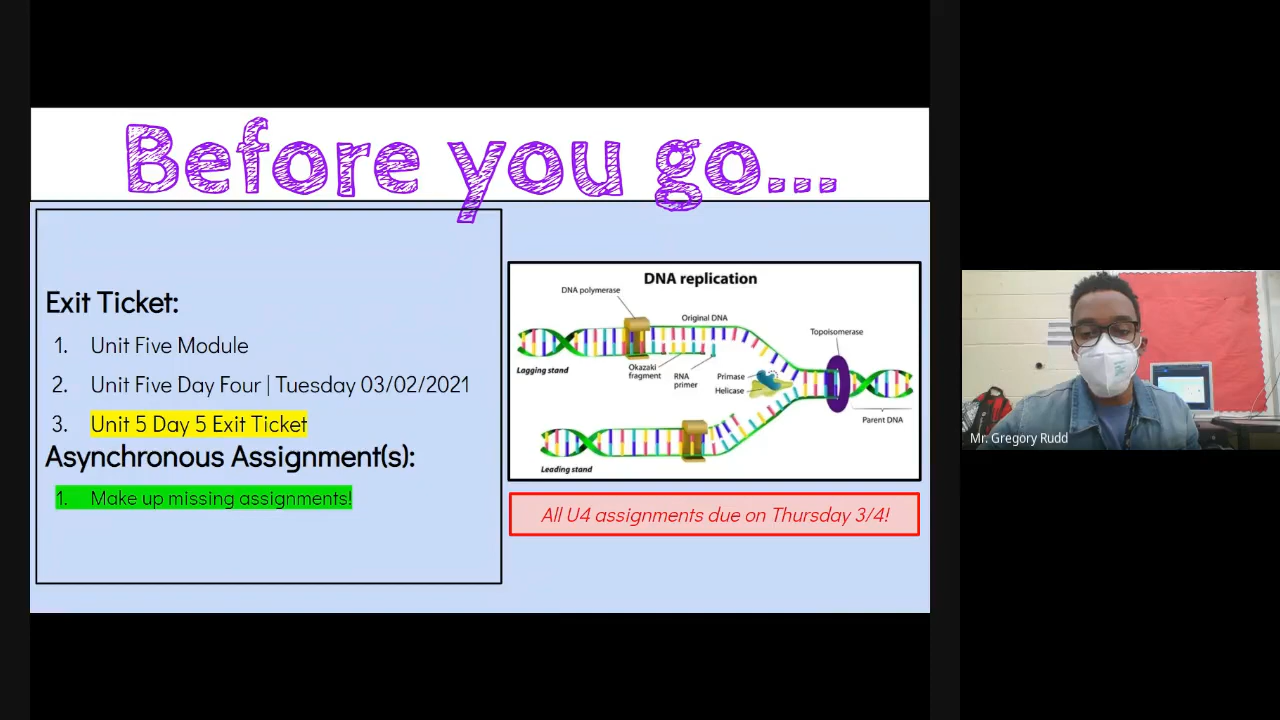 Before you go...
Exit Ticket:
1. Unit Five Module
2. Unit Five Day Four | Tuesday 03/02/2021
3. Unit 5 Day 5 Exit Ticket
Asynchronous Assignment(s):
1. Make up missing assignments!
DNA replication
DNA polymerase
Original DNA
Topoisomerase
Lagging stand
Okazaki
fragment
RNA
primer
Primase
Helicase
Parent DNA
Leading stand
All U4 assignments due on Thursday 3/4!
Mr. Gregory Rudd